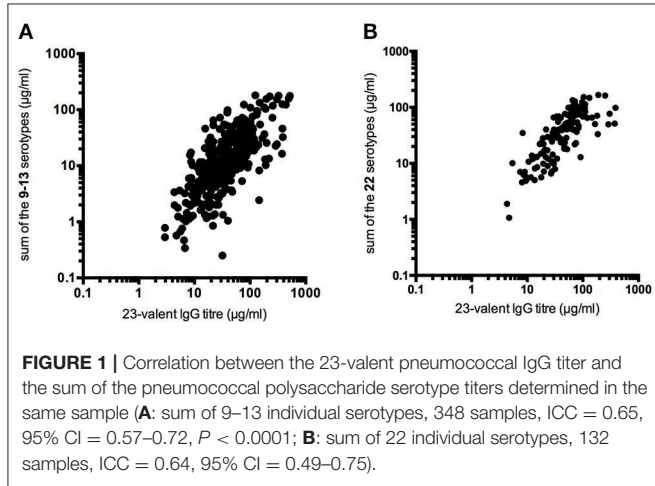 A
1000
100
10
1
0.1
0.1
1
10
100
1000
sum of the 9-13 serotypes (µg/ml)
23-valent IgG titre (µg/ml)
B
1000
100
10
1
0.1
0.1
1
10
100
1000
sum of the 22 serotypes (µg/ml)
23-valent IgG titre (µg/ml)
FIGURE 1 | Correlation between the 23-valent pneumococcal IgG titer and
the sum of the pneumococcal polysaccharide serotype titers determined in the
same sample (A: sum of 9–13 individual serotypes, 348 samples, ICC = 0.65,
95% CI = 0.57–0.72, P < 0.0001; B: sum of 22 individual serotypes, 132
samples, ICC = 0.64, 95% CI = 0.49–0.75).